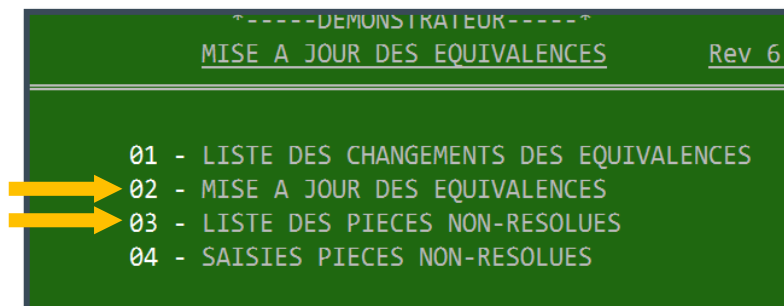 *-----DEMONSTRATEUR-----*
MISE A JOUR DES EQUIVALENCES Rev 6
01 - LISTE DES CHANGEMENTS DES EQUIVALENCES
02 - MISE A JOUR DES EQUIVALENCES
03 - LISTE DES PIECES NON-RESOLUES
04 - SAISIES PIECES NON-RESOLUES